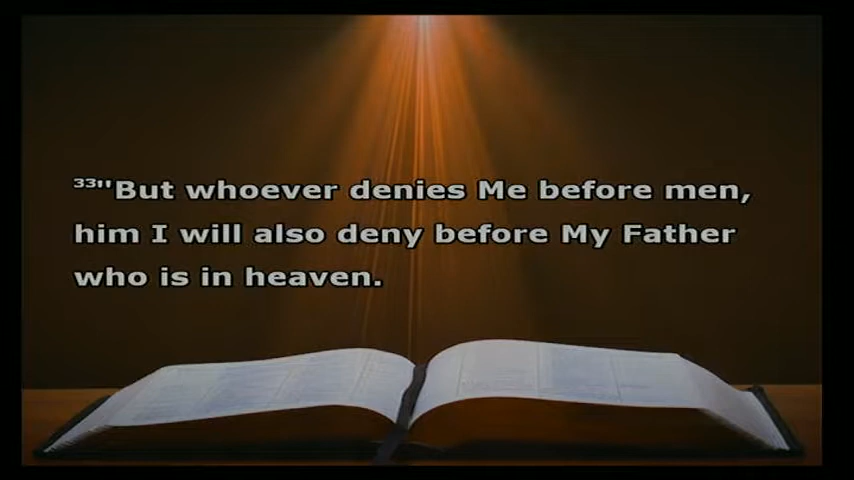 ³³"But whoever denies Me before men,
him I will also deny before My Father
who is in heaven.